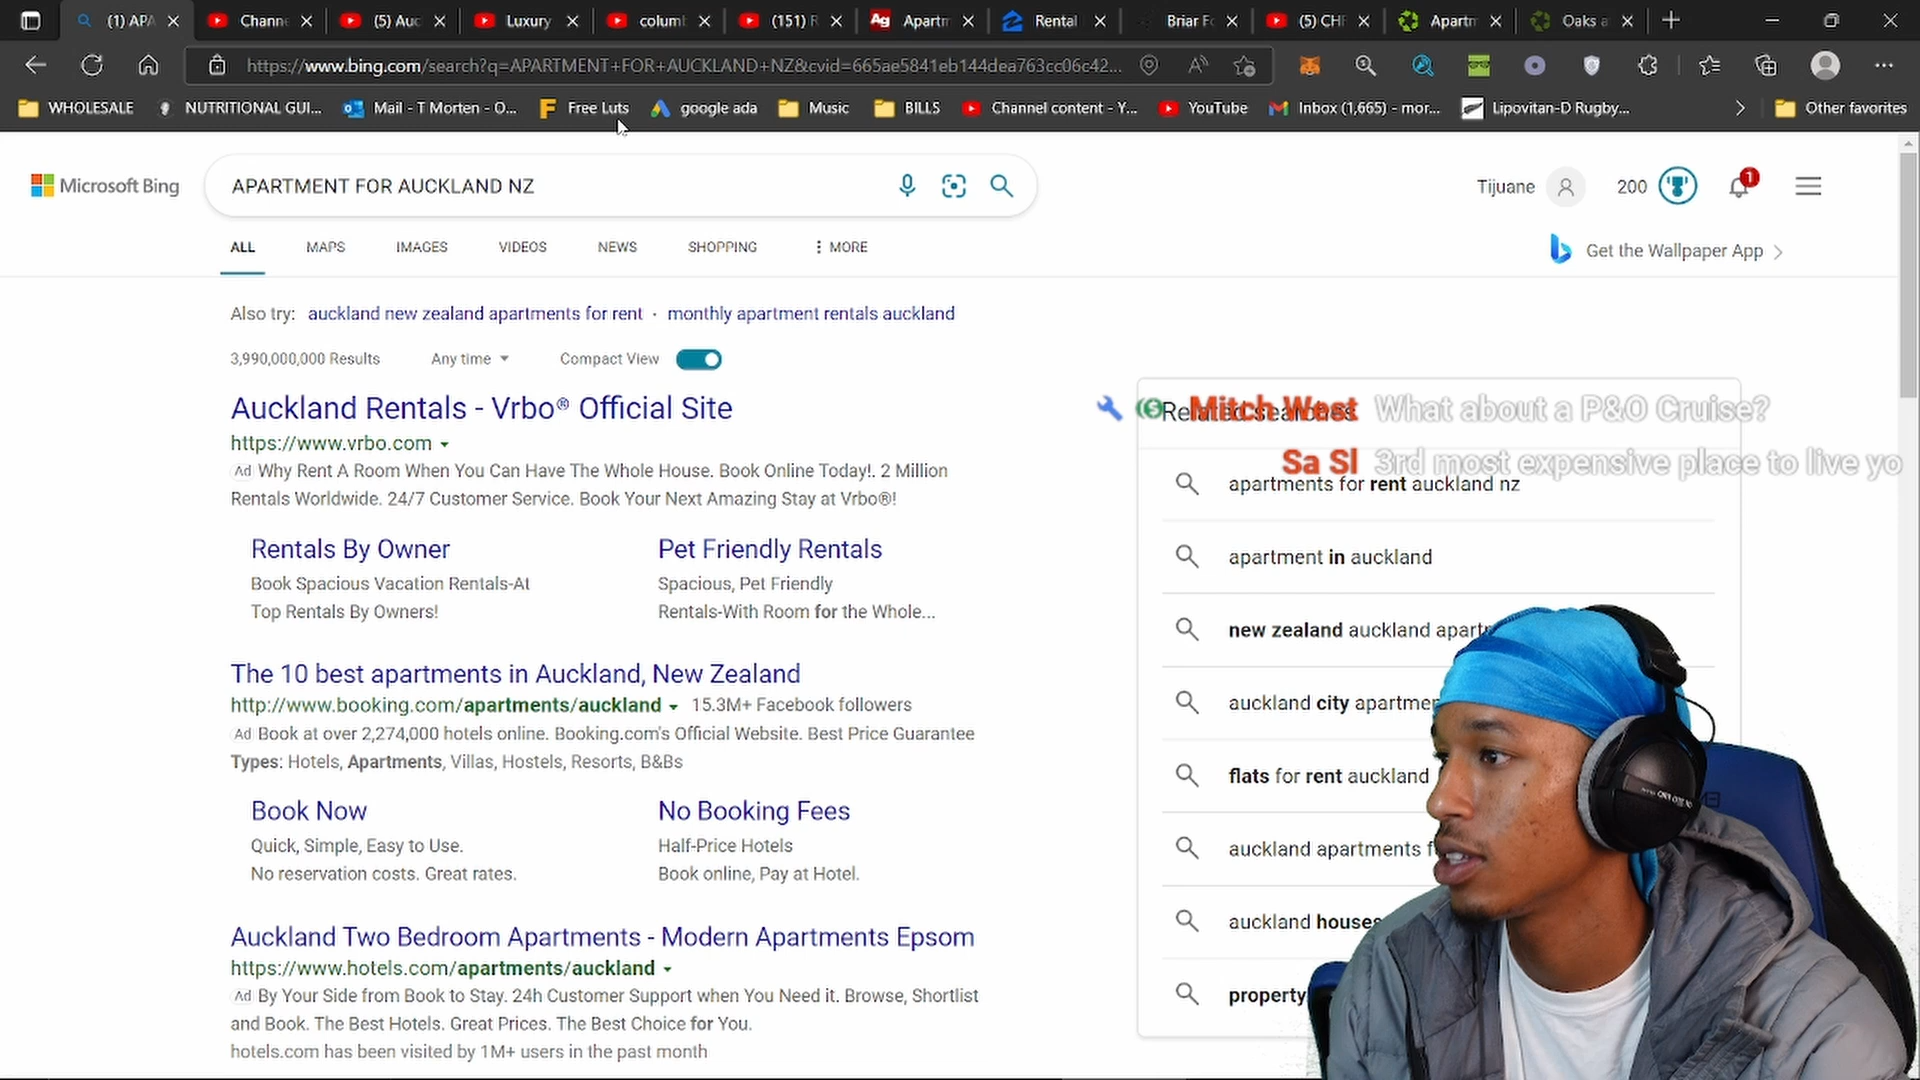 (1) APA
Channe
(5) Auc
Luxury
columl
(151) R
Apartm
Rental
Briar Fo
(5) CHR
Apartm
Oaks a
https://www.bing.com/search?q=APARTMENT+FOR+AUCKLAND+NZ&cvid=665ae5841eb144dea763cc06c42...
WHOLESALE
NUTRITIONAL GUI...
Mail - T Morten - O...
Free Luts
google ada
Music
BILLS
Channel content - Y...
YouTube
Inbox (1,665) - mor...
Lipovitan-D Rugby...
Other favorites
Microsoft Bing
APARTMENT FOR AUCKLAND NZ
Tijuane
200
1
ALL
MAPS
IMAGES
VIDEOS
NEWS
SHOPPING
MORE
Get the Wallpaper App
Also try: auckland new zealand apartments for rent · monthly apartment rentals auckland
3,990,000,000 Results
Any time
Compact View
Auckland Rentals - Vrbo® Official Site
https://www.vrbo.com
Ad Why Rent A Room When You Can Have The Whole House. Book Online Today!. 2 Million
Rentals Worldwide. 24/7 Customer Service. Book Your Next Amazing Stay at Vrbo®!
Rentals By Owner
Book Spacious Vacation Rentals-At
Top Rentals By Owners!
Pet Friendly Rentals
Spacious, Pet Friendly
Rentals-With Room for the Whole...
The 10 best apartments in Auckland, New Zealand
http://www.booking.com/apartments/auckland
15.3M+ Facebook followers
Ad Book at over 2,274,000 hotels online. Booking.com's Official Website. Best Price Guarantee
Types: Hotels, Apartments, Villas, Hostels, Resorts, B&Bs
Book Now
Quick, Simple, Easy to Use.
No reservation costs. Great rates.
No Booking Fees
Half-Price Hotels
Book online, Pay at Hotel.
Auckland Two Bedroom Apartments - Modern Apartments Epsom
https://www.hotels.com/apartments/auckland
Ad By Your Side from Book to Stay. 24h Customer Support when You Need it. Browse, Shortlist
and Book. The Best Hotels. Great Prices. The Best Choice for You.
hotels.com has been visited by 1M+ users in the past month
Related searches
Mitch West What about a P&O Cruise?
Sa Sl 3rd most expensive place to live yo
apartments for rent auckland nz
apartment in auckland
new zealand auckland apart
auckland city apartme
flats for rent auckland
auckland apartments f
auckland houses
property